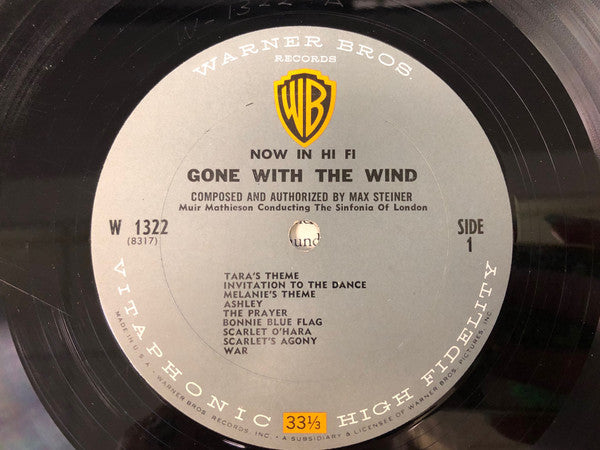 W-1322-A
WARNER BROS.
RECORDS
WB
NOW IN HI FI
GONE WITH THE WIND
COMPOSED AND AUTHORIZED BY MAX STEINER
Muir Mathieson Conducting The Sinfonia Of London
W 1322
(8317)
SIDE
1
ound
TARA'S THEME
INVITATION TO THE DANCE
MELANIE'S THEME
ASHLEY
THE PRAYER
BONNIE BLUE FLAG
SCARLET O'HARA
SCARLET'S AGONY
WAR
VITAPHONIC HIGH FIDELITY
33⅓
MADE IN U.S.A. • WARNER BROS. RECORDS, INC. • A SUBSIDIARY & LICENSEE OF WARNER BROS. PICTURES, INC.